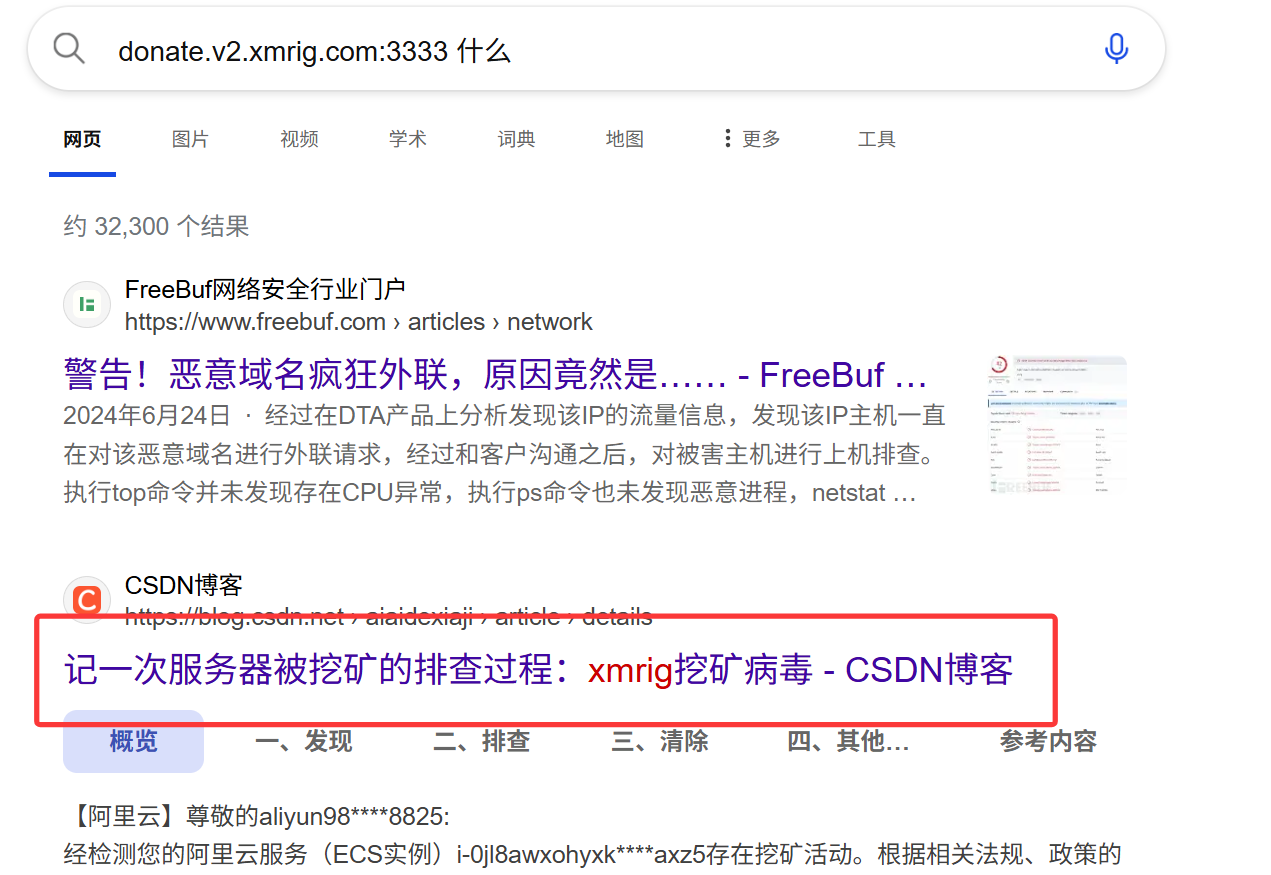 donate.v2.xmrig.com:3333 什么
网页 图片 视频 学术 词典 地图 更多 工具
约 32,300 个结果
FreeBuf网络安全行业门户
https://www.freebuf.com › articles › network
警告！恶意域名疯狂外联，原因竟然是…… - FreeBuf …
2024年6月24日 · 经过在DTA产品上分析发现该IP的流量信息，发现该IP主机一直
在对该恶意域名进行外联请求，经过和客户沟通之后，对被害主机进行上机排查。
执行top命令并未发现存在CPU异常，执行ps命令也未发现恶意进程，netstat …
CSDN博客
https://blog.csdn.net › aiaidexiaji › article › details
记一次服务器被挖矿的排查过程：xmrig挖矿病毒 - CSDN博客
概览 一、发现 二、排查 三、清除 四、其他… 参考内容
【阿里云】尊敬的aliyun98****8825:
经检测您的阿里云服务（ECS实例）i-0jl8awxohyxk****axz5存在挖矿活动。根据相关法规、政策的